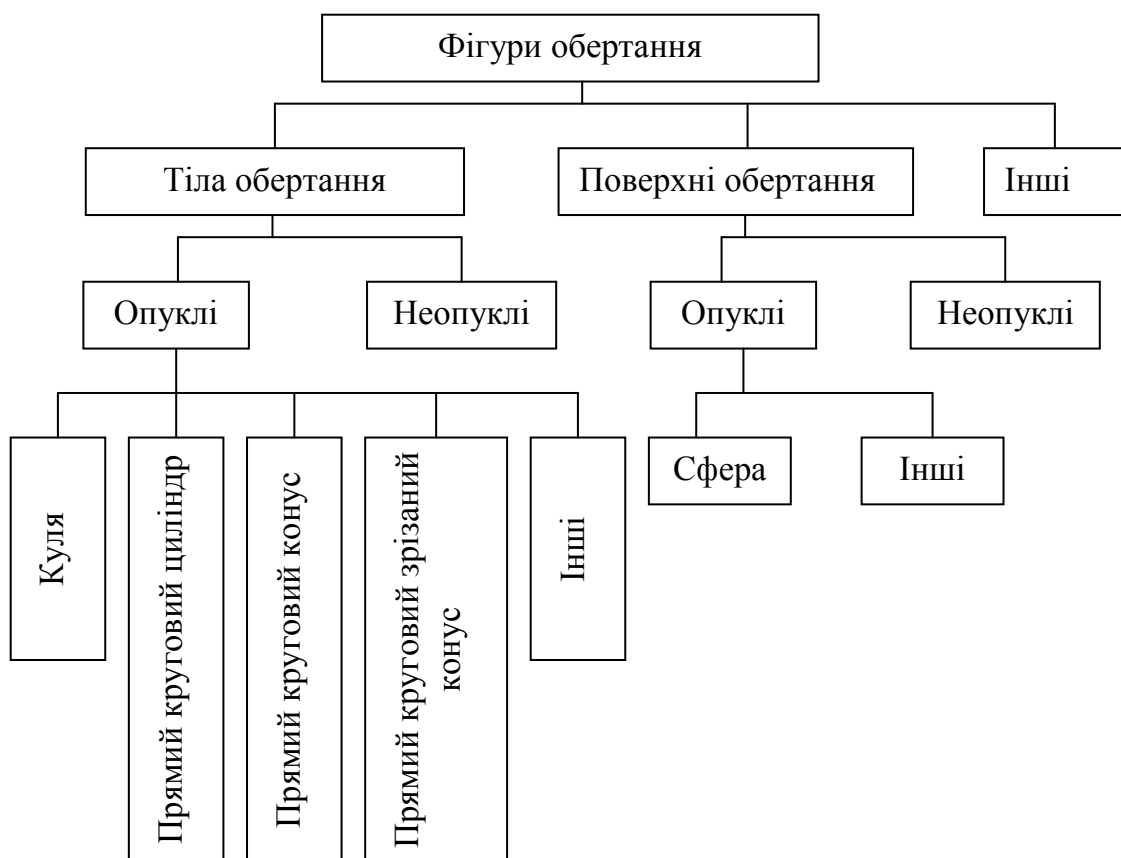 Фігури обертання
Тіла обертання
Поверхні обертання
Інші
Опуклі
Неопуклі
Опуклі
Неопуклі
Куля
Прямий круговий циліндр
Прямий круговий конус
Прямий круговий зрізаний
конус
Інші
Сфера
Інші